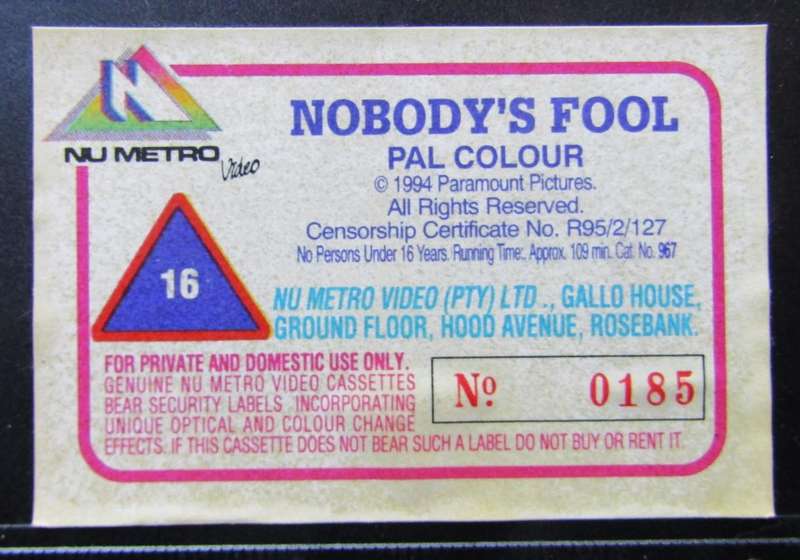 N
NU METRO
Video
NOBODY'S FOOL
PAL COLOUR
© 1994 Paramount Pictures.
All Rights Reserved.
Censorship Certificate No. R95/2/127
No Persons Under 16 Years. Running Time:. Approx. 109 min. Cat. No. 967
16
NU METRO VIDEO (PTY) LTD ., GALLO HOUSE,
GROUND FLOOR, HOOD AVENUE, ROSEBANK.
FOR PRIVATE AND DOMESTIC USE ONLY.
GENUINE NU METRO VIDEO CASSETTES
BEAR SECURITY LABELS INCORPORATING
UNIQUE OPTICAL AND COLOUR CHANGE
EFFECTS. IF THIS CASSETTE DOES NOT BEAR SUCH A LABEL DO NOT BUY OR RENT IT.
Nº 0185